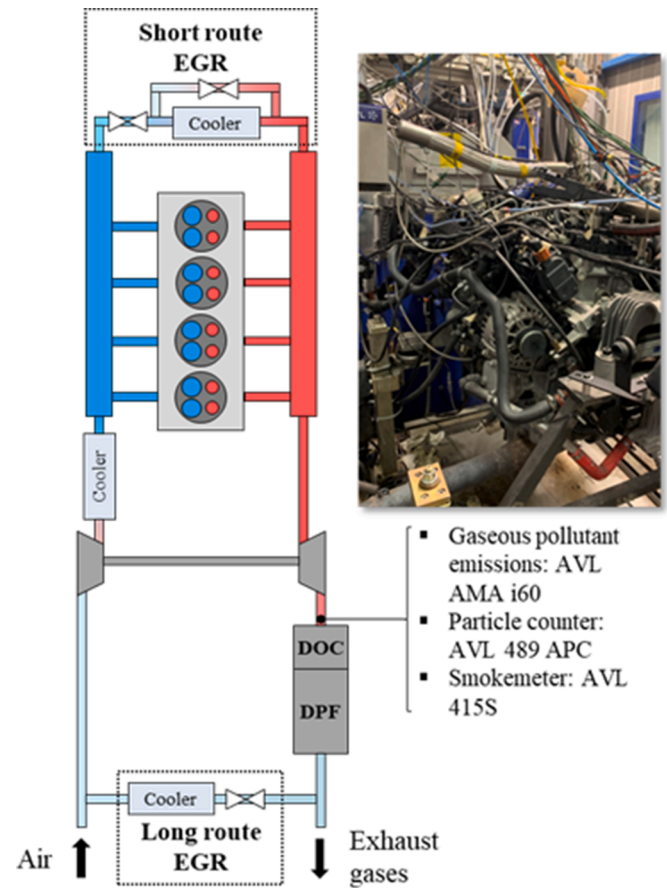 Short route
EGR
Cooler
Cooler
Gaseous pollutant
emissions: AVL
AMA i60
Particle counter:
AVL 489 APC
Smokemeter: AVL
415S
DOC
DPF
Cooler
Long route
EGR
Air
Exhaust
gases